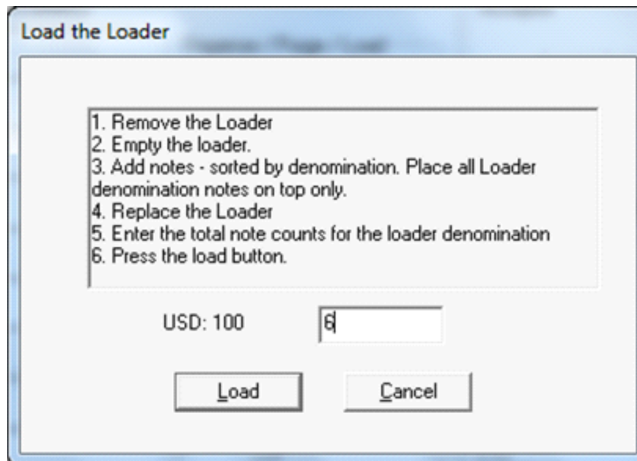 Load the Loader
1. Remove the Loader
2. Empty the loader.
3. Add notes - sorted by denomination. Place all Loader
denomination notes on top only.
4. Replace the Loader
5. Enter the total note counts for the loader denomination
6. Press the load button.
USD: 100 6
Load Cancel